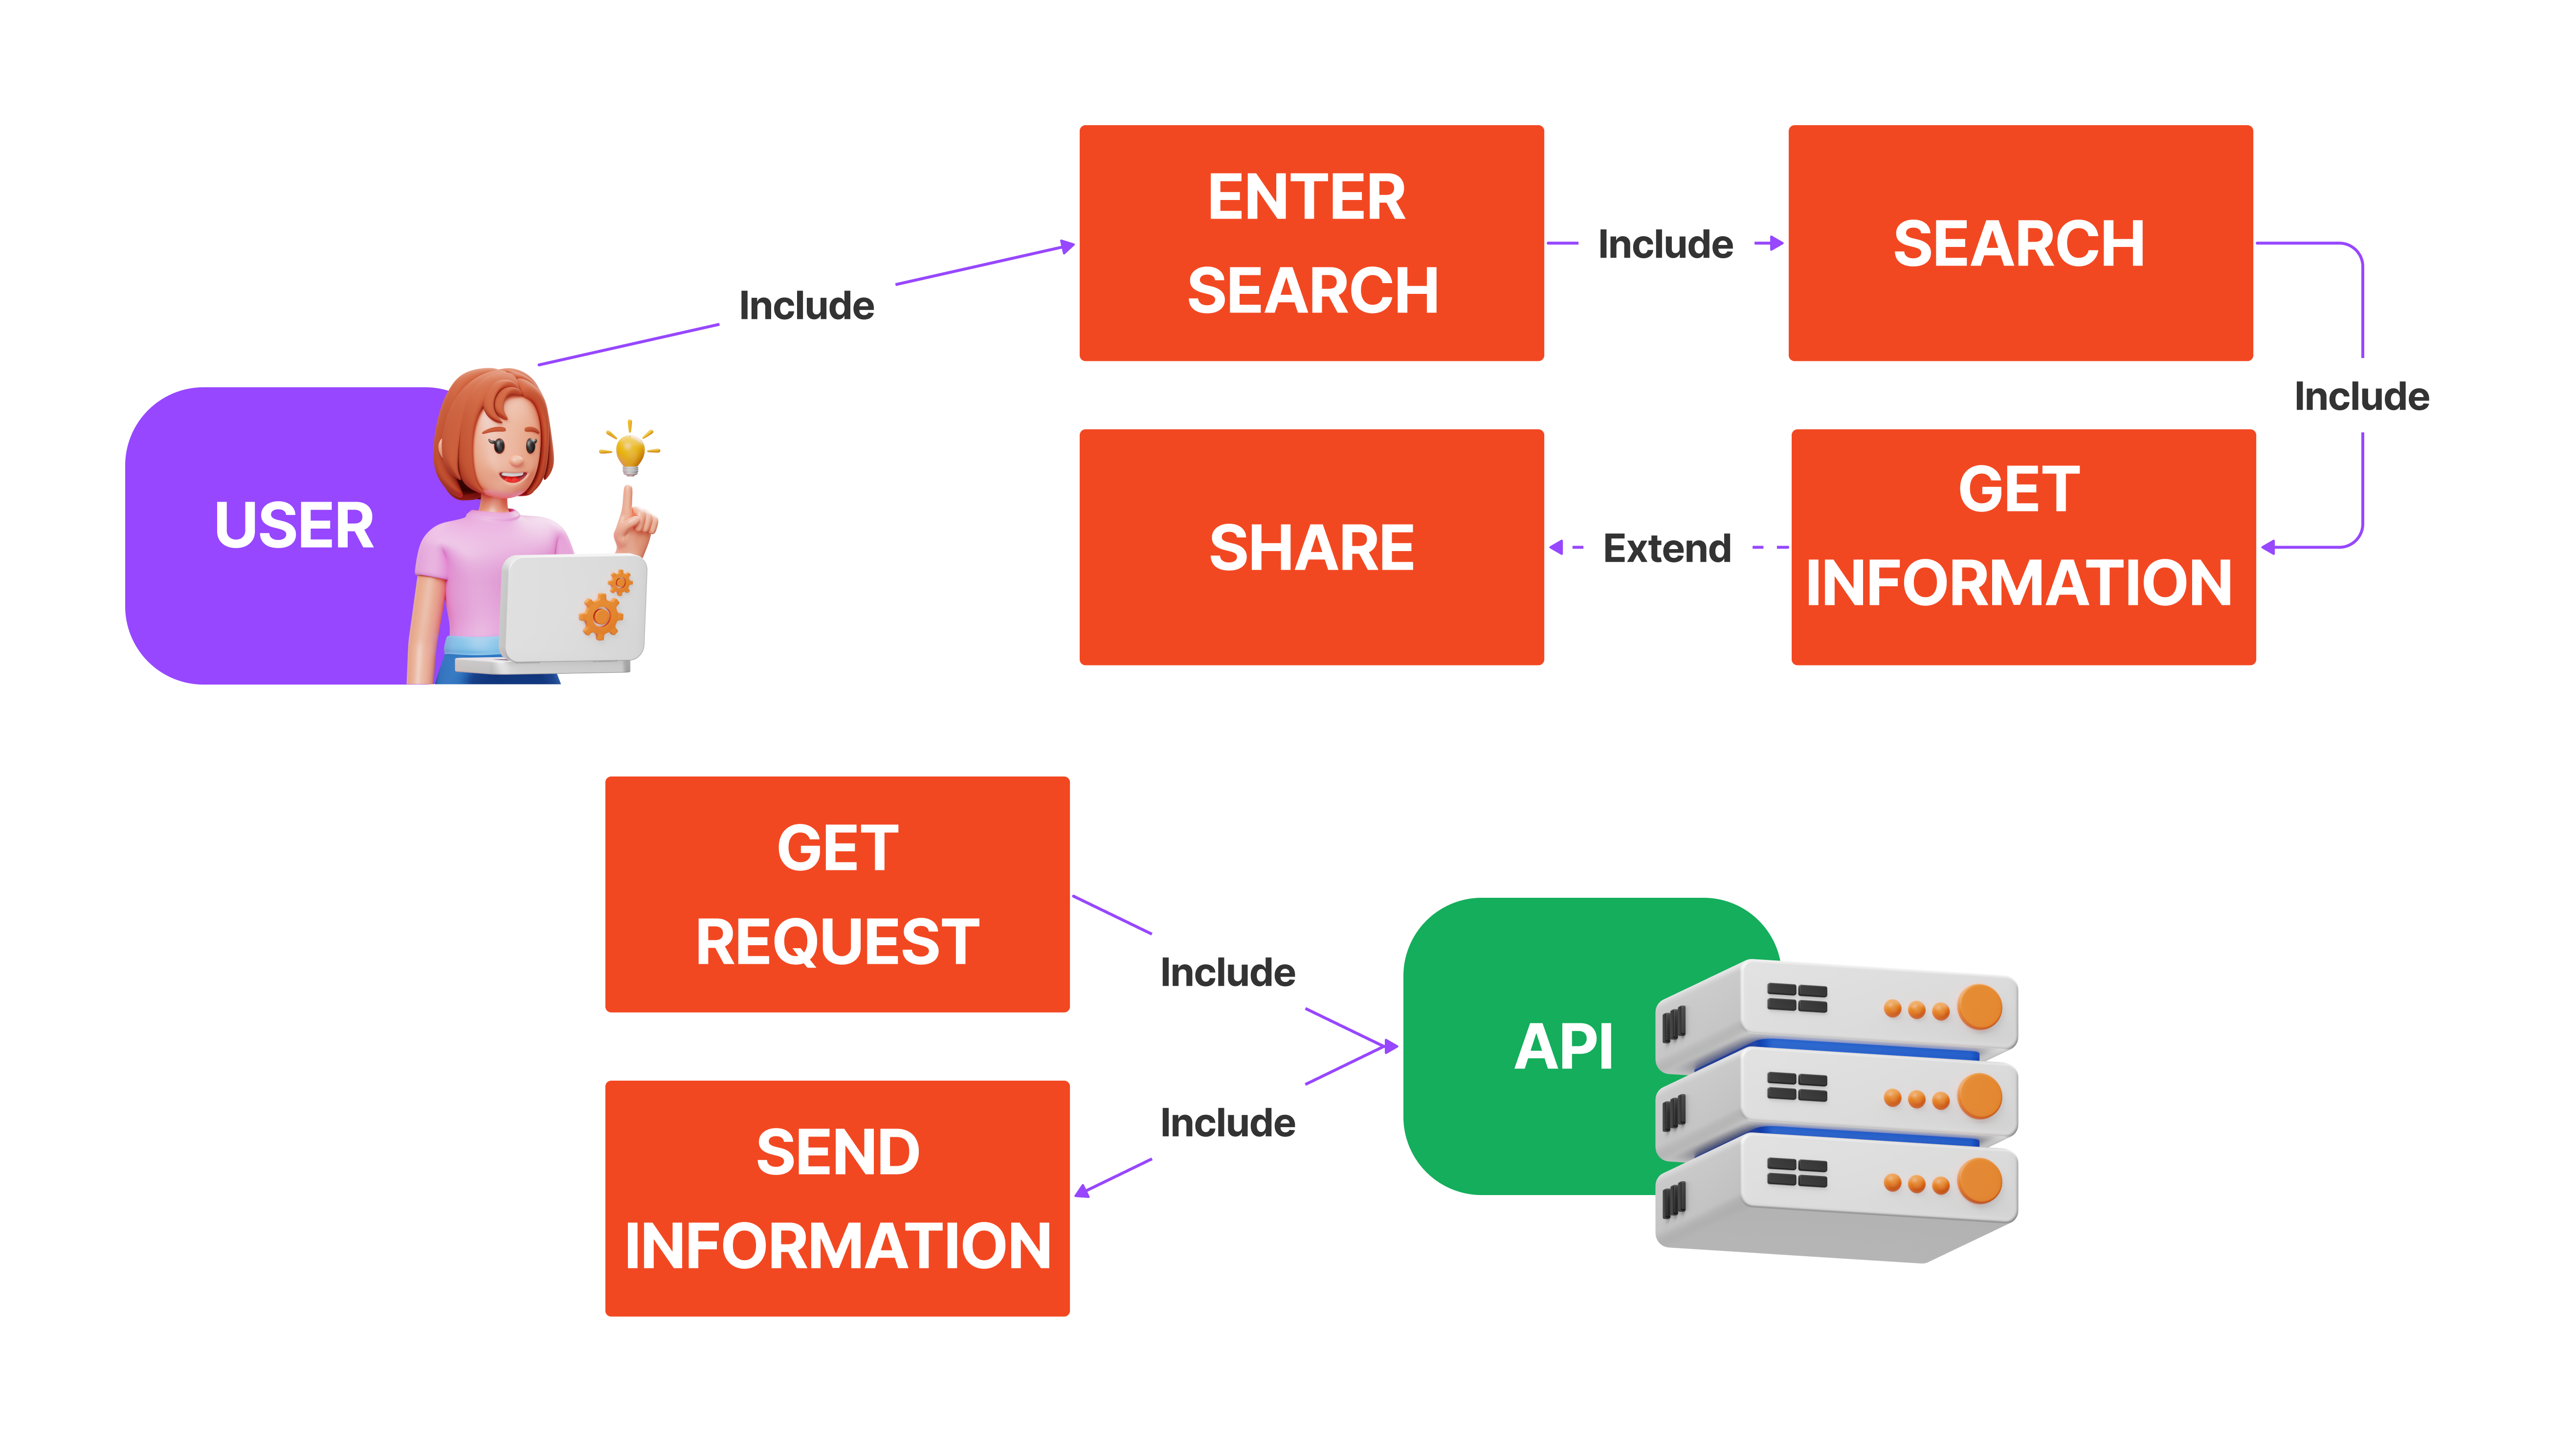 ENTER
SEARCH
Include
SEARCH
Include
Include
USER
SHARE
Extend
GET
INFORMATION
GET
REQUEST
Include
API
Include
SEND
INFORMATION